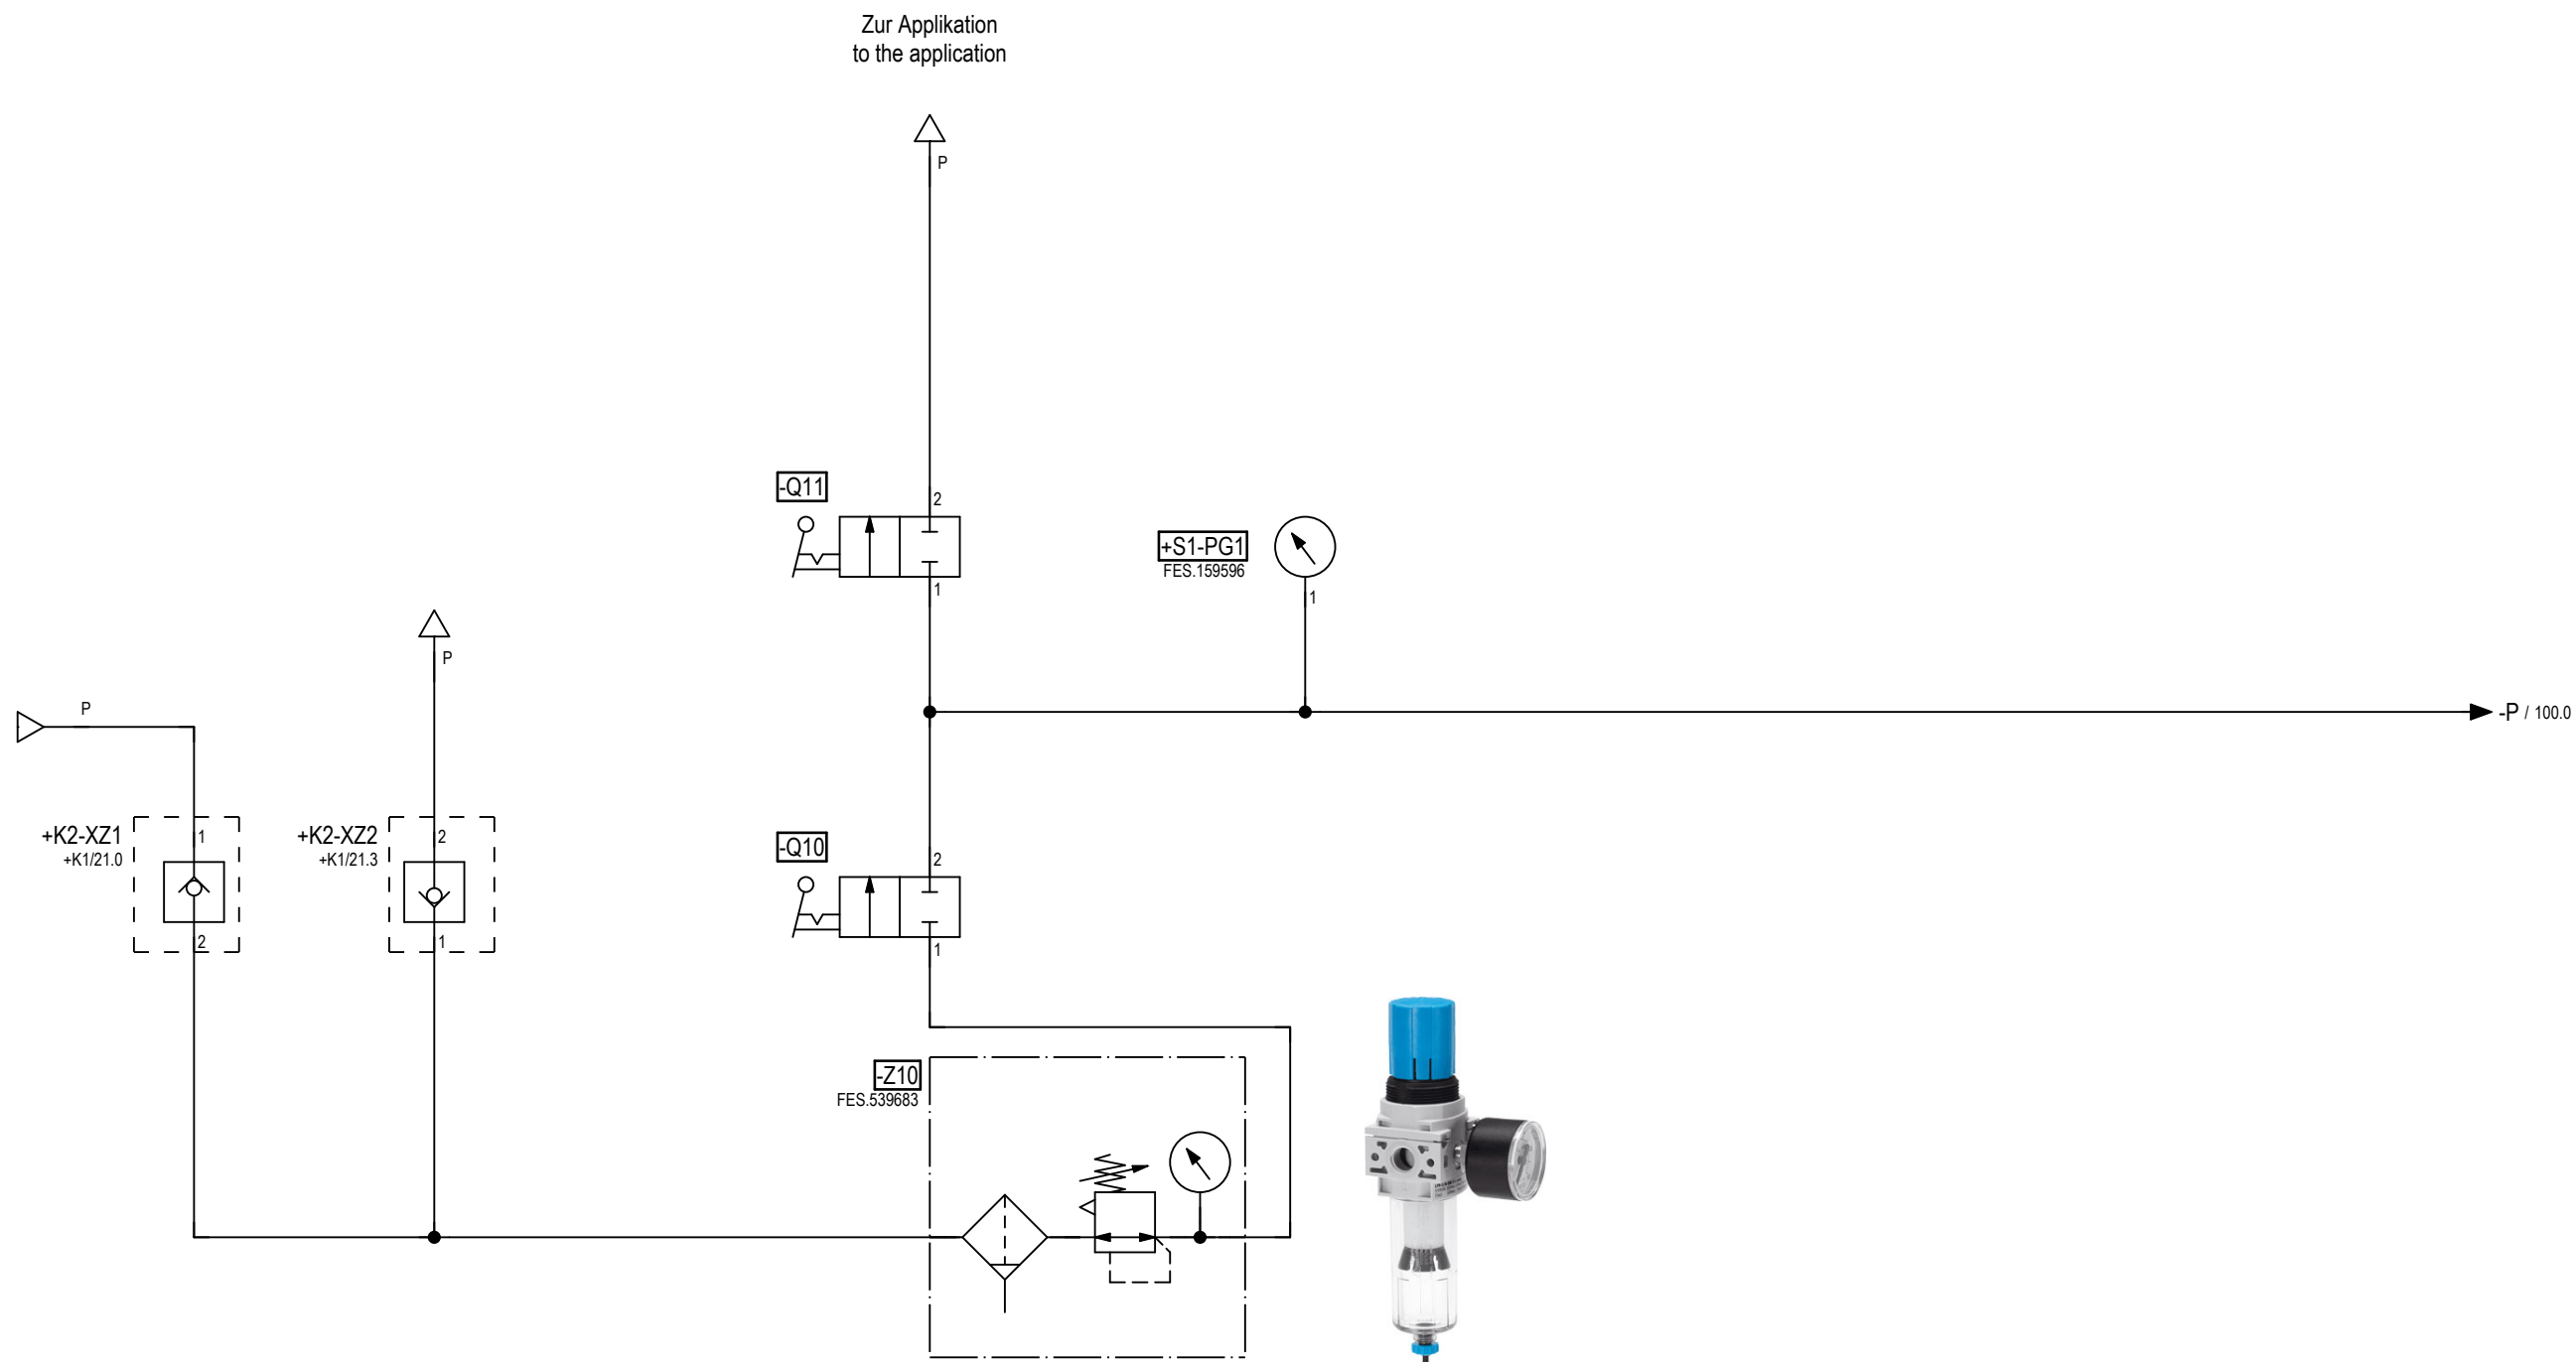 Zur Applikation
to the application
P
-Q11
2
1
+S1-PG1
FES.159596
1
P
P
-P / 100.0
+K2-XZ1
+K1/21.0
1
2
+K2-XZ2
+K1/21.3
2
1
-Q10
2
1
-Z10
FES.539683